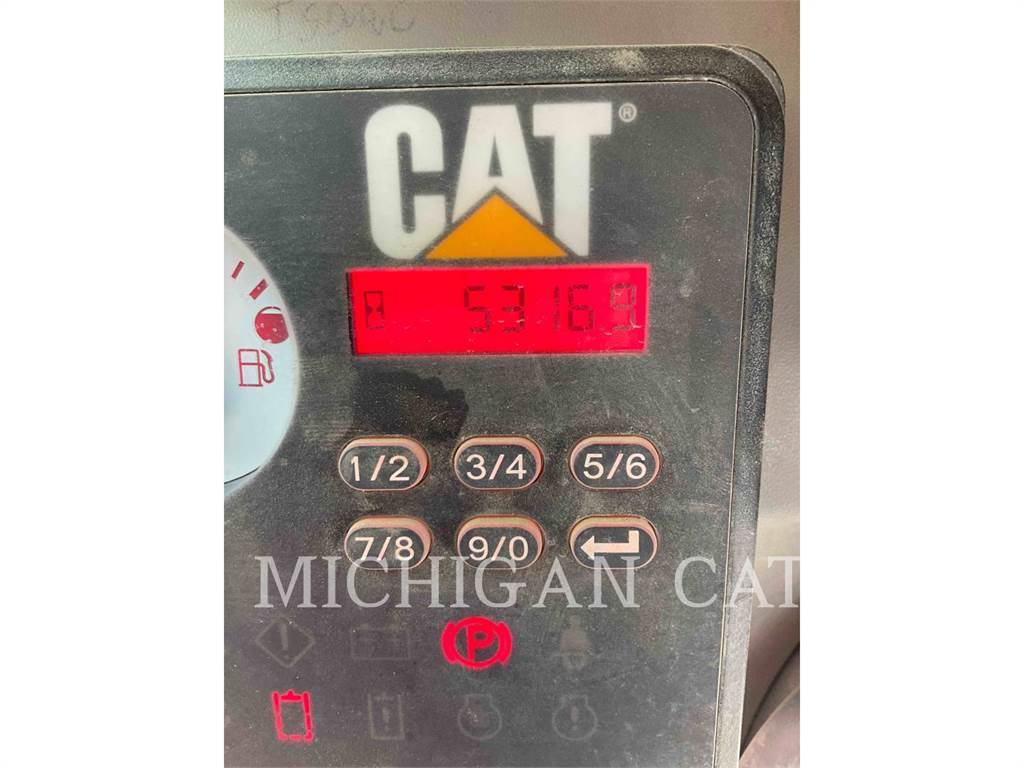 CAT®
53169
1/2 3/4 5/6
7/8 9/0
MICHIGAN CAT
P